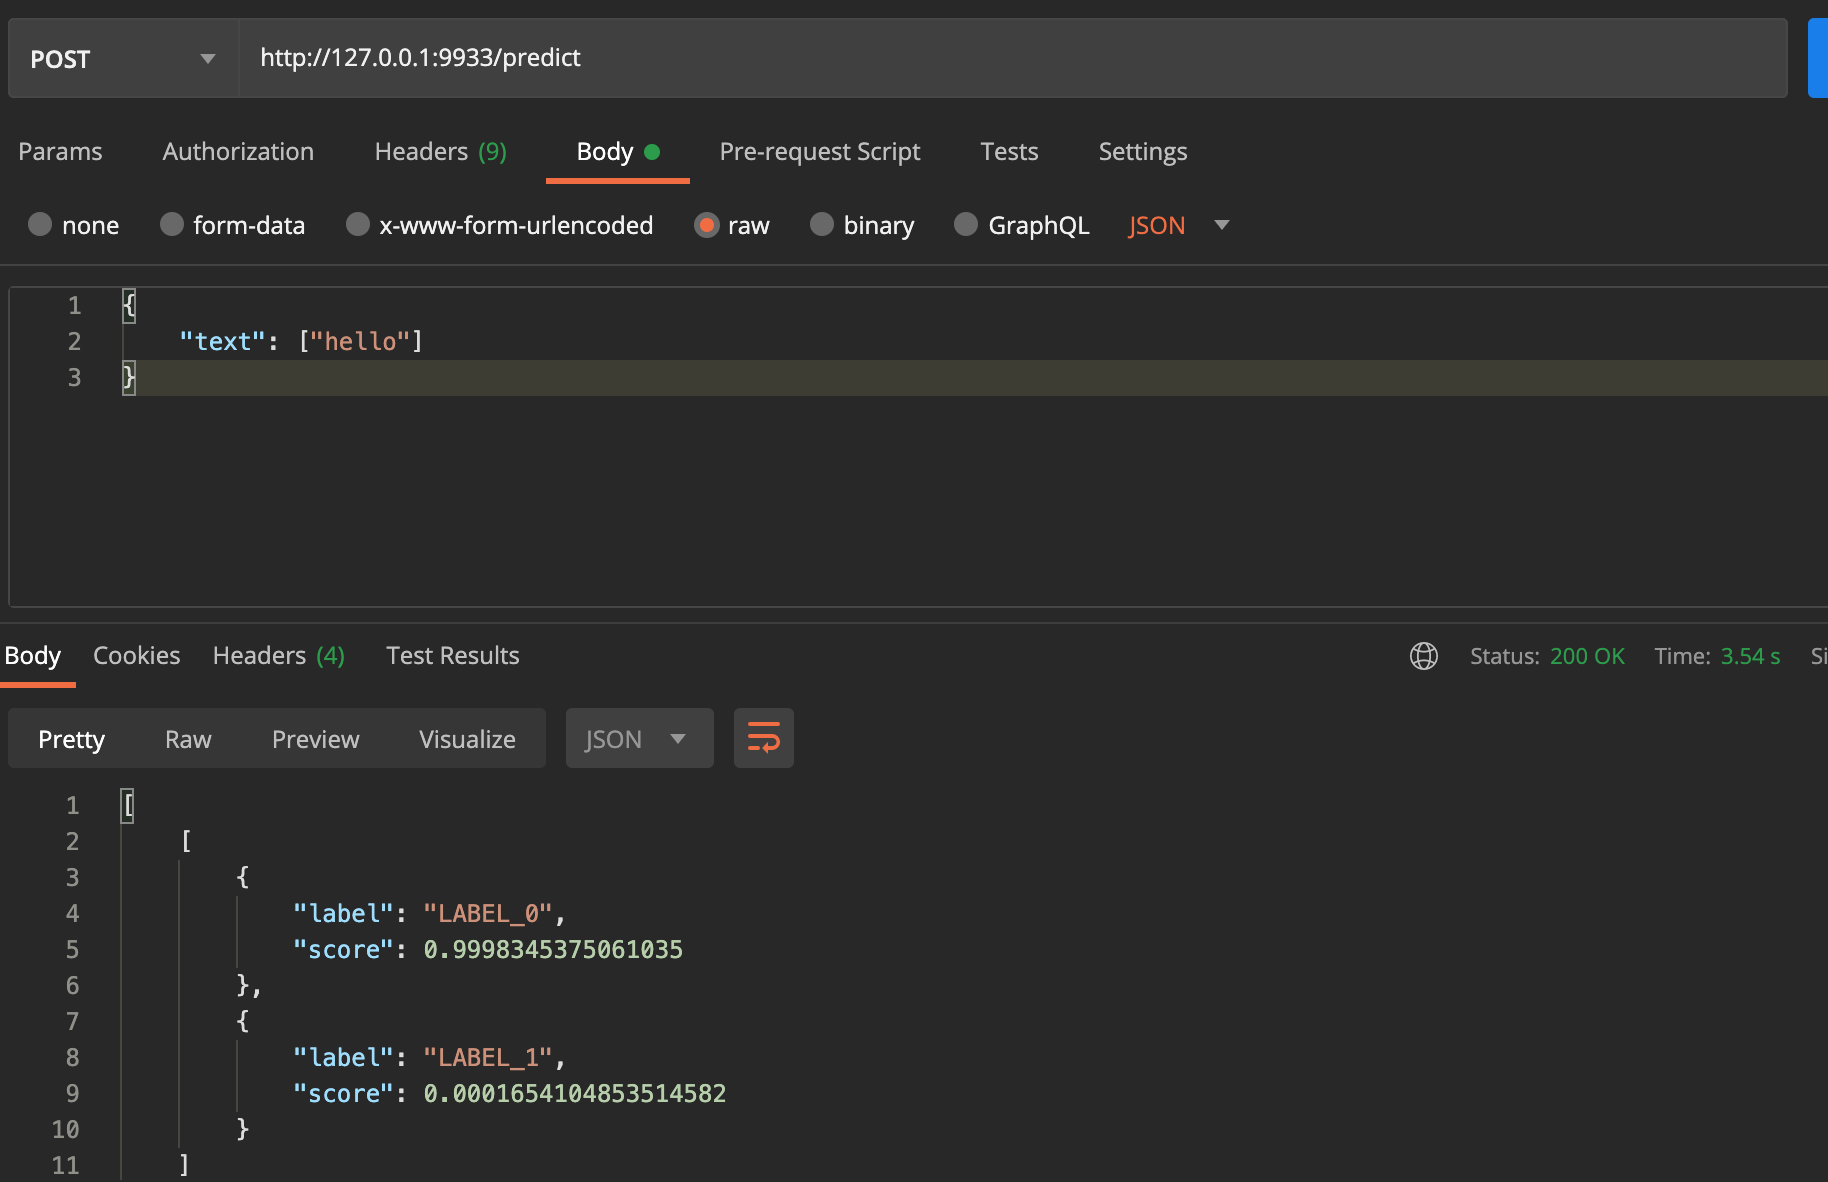 POST http://127.0.0.1:9933/predict
Params Authorization Headers (9) Body Pre-request Script Tests Settings
none form-data x-www-form-urlencoded raw binary GraphQL JSON
1 {
2 "text": ["hello"]
3 }
Body Cookies Headers (4) Test Results Status: 200 OK Time: 3.54 s
Pretty Raw Preview Visualize JSON
1 [
2 [
3 {
4 "label": "LABEL_0",
5 "score": 0.9998345375061035
6 },
7 {
8 "label": "LABEL_1",
9 "score": 0.0001654104853514582
10 }
11 ]